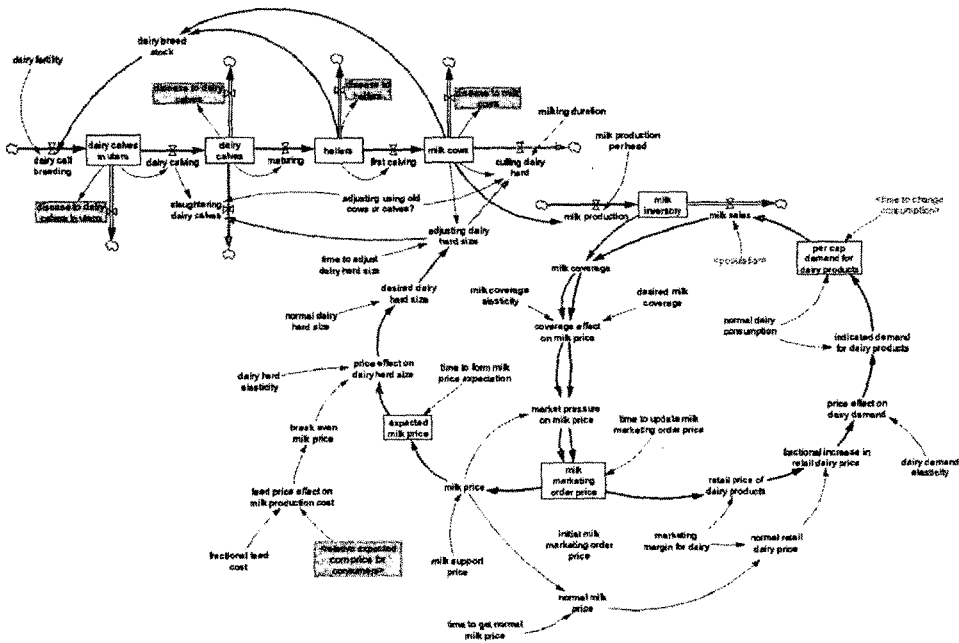 dairy breed
stock
dairy fertility
disease to dairy
calves
disease to
heifers
disease to milk
cows
milking duration
milk production
perhead
dairy calves
in utero
dairy
calves
heifers
milk cows
dairy calf
breeding
dairy calving
maturing
first calving
culling dairy
herd
disease to dairy
calves in utero
slaughtering
dairy calves
adjusting using old
cows or calves?
adjusting dairy
herd size
milk production
milk
inventory
milk sales
<time to change
consumption>
<population>
per cap
demand for
dairy products
time to adjust
dairy herd size
milk coverage
desired dairy
herd size
milk coverage
elasticity
desired milk
coverage
normal dairy
herd size
coverage effect
on milk price
normal dairy
consumption
indicated demand
for dairy products
dairy herd
elasticity
price effect on
dairy herd size
time to form milk
price expectation
expected
milk price
market pressure
on milk price
time to update milk
marketing order price
price effect on
dairy demand
break even
milk price
fractional increase in
retail dairy price
dairy demand
elasticity
milk
marketing
order price
milk price
retail price of
dairy products
feed price effect on
milk production cost
fractional feed
cost
<relative expected
corn price for
consumers>
milk support
price
initial milk
marketing order
price
marketing
margin for dairy
normal retail
dairy price
normal milk
price
time to get normal
milk price